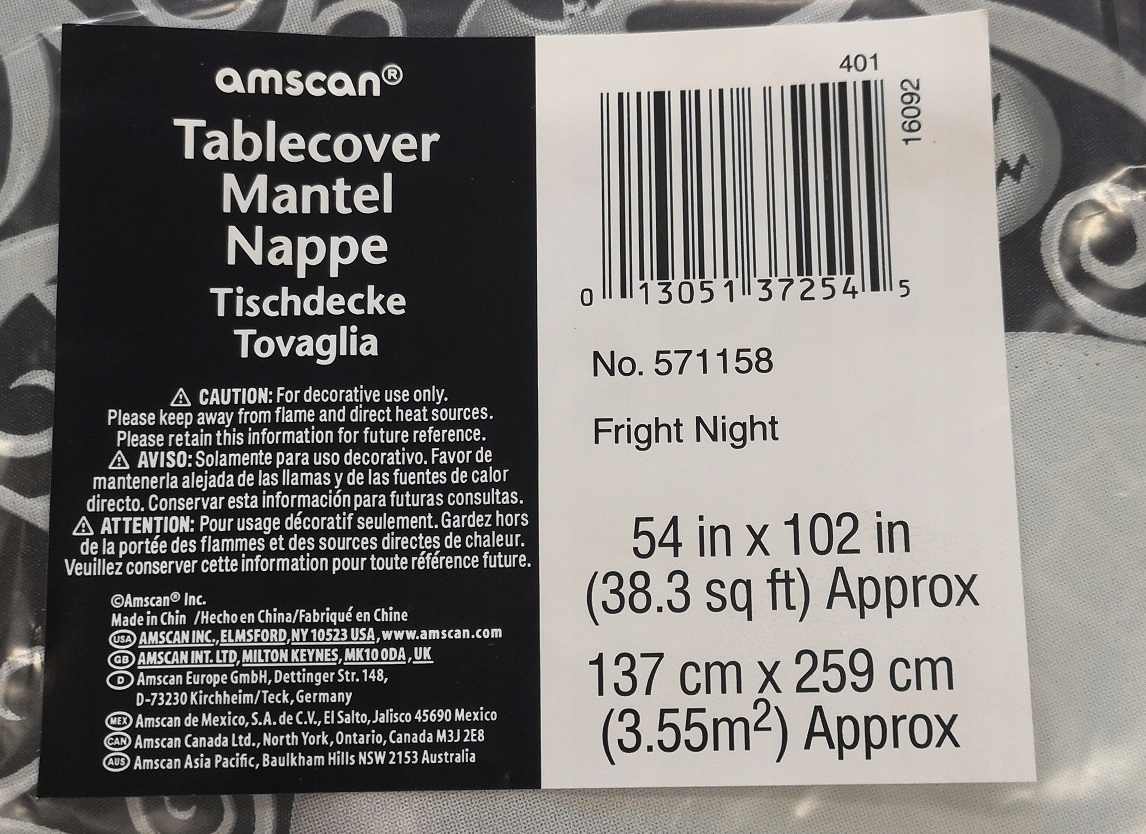 amscan®
Tablecover
Mantel
Nappe
Tischdecke
Tovaglia
⚠ CAUTION: For decorative use only.
Please keep away from flame and direct heat sources.
Please retain this information for future reference.
⚠ AVISO: Solamente para uso decorativo. Favor de
mantenerla alejada de las llamas y de las fuentes de calor
directo. Conservar esta información para futuras consultas.
⚠ ATTENTION: Pour usage décoratif seulement. Gardez hors
de la portée des flammes et des sources directes de chaleur.
Veuillez conserver cette information pour toute référence future.
©Amscan® Inc.
Made in Chin /Hecho en China/Fabriqué en Chine
USA AMSCAN INC., ELMSFORD, NY 10523 USA, www.amscan.com
GB AMSCAN INT. LTD, MILTON KEYNES, MK10 0DA, UK
D Amscan Europe GmbH, Dettinger Str. 148,
D-73230 Kirchheim/Teck, Germany
MEX Amscan de Mexico, S.A. de C.V., El Salto, Jalisco 45690 Mexico
CAN Amscan Canada Ltd., North York, Ontario, Canada M3J 2E8
AUS Amscan Asia Pacific, Baulkham Hills NSW 2153 Australia
401
16092
0 13051 37254 5
No. 571158
Fright Night
54 in x 102 in
(38.3 sq ft) Approx
137 cm x 259 cm
(3.55m²) Approx